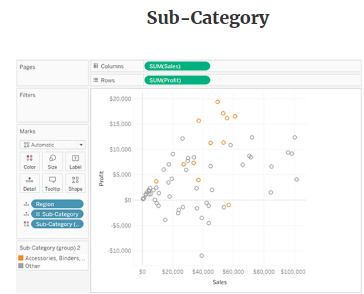 Sub-Category
Pages
Columns
SUM(Sales)
Rows
SUM(Profit)
Filters
Marks
Automatic
Color
Size
Label
Detail
Tooltip
Shape
Region
Sub-Category
Sub-Category (..
Sub-Category (group) 2
Accessories, Binders, ..
Other
Profit
$20,000
$15,000
$10,000
$5,000
$0
-$5,000
-$10,000
$0 $20,000 $40,000 $60,000 $80,000 $100,000
Sales